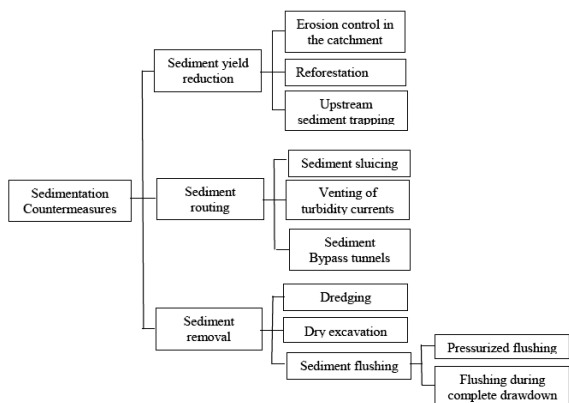 Erosion control in
the catchment
Sediment yield
reduction
Reforestation
Upstream
sediment trapping
Sediment sluicing
Sedimentation
Countermeasures
Sediment
routing
Venting of
turbidity currents
Sediment
Bypass tunnels
Dredging
Sediment
removal
Dry excavation
Pressurized flushing
Sediment flushing
Flushing during
complete drawdown